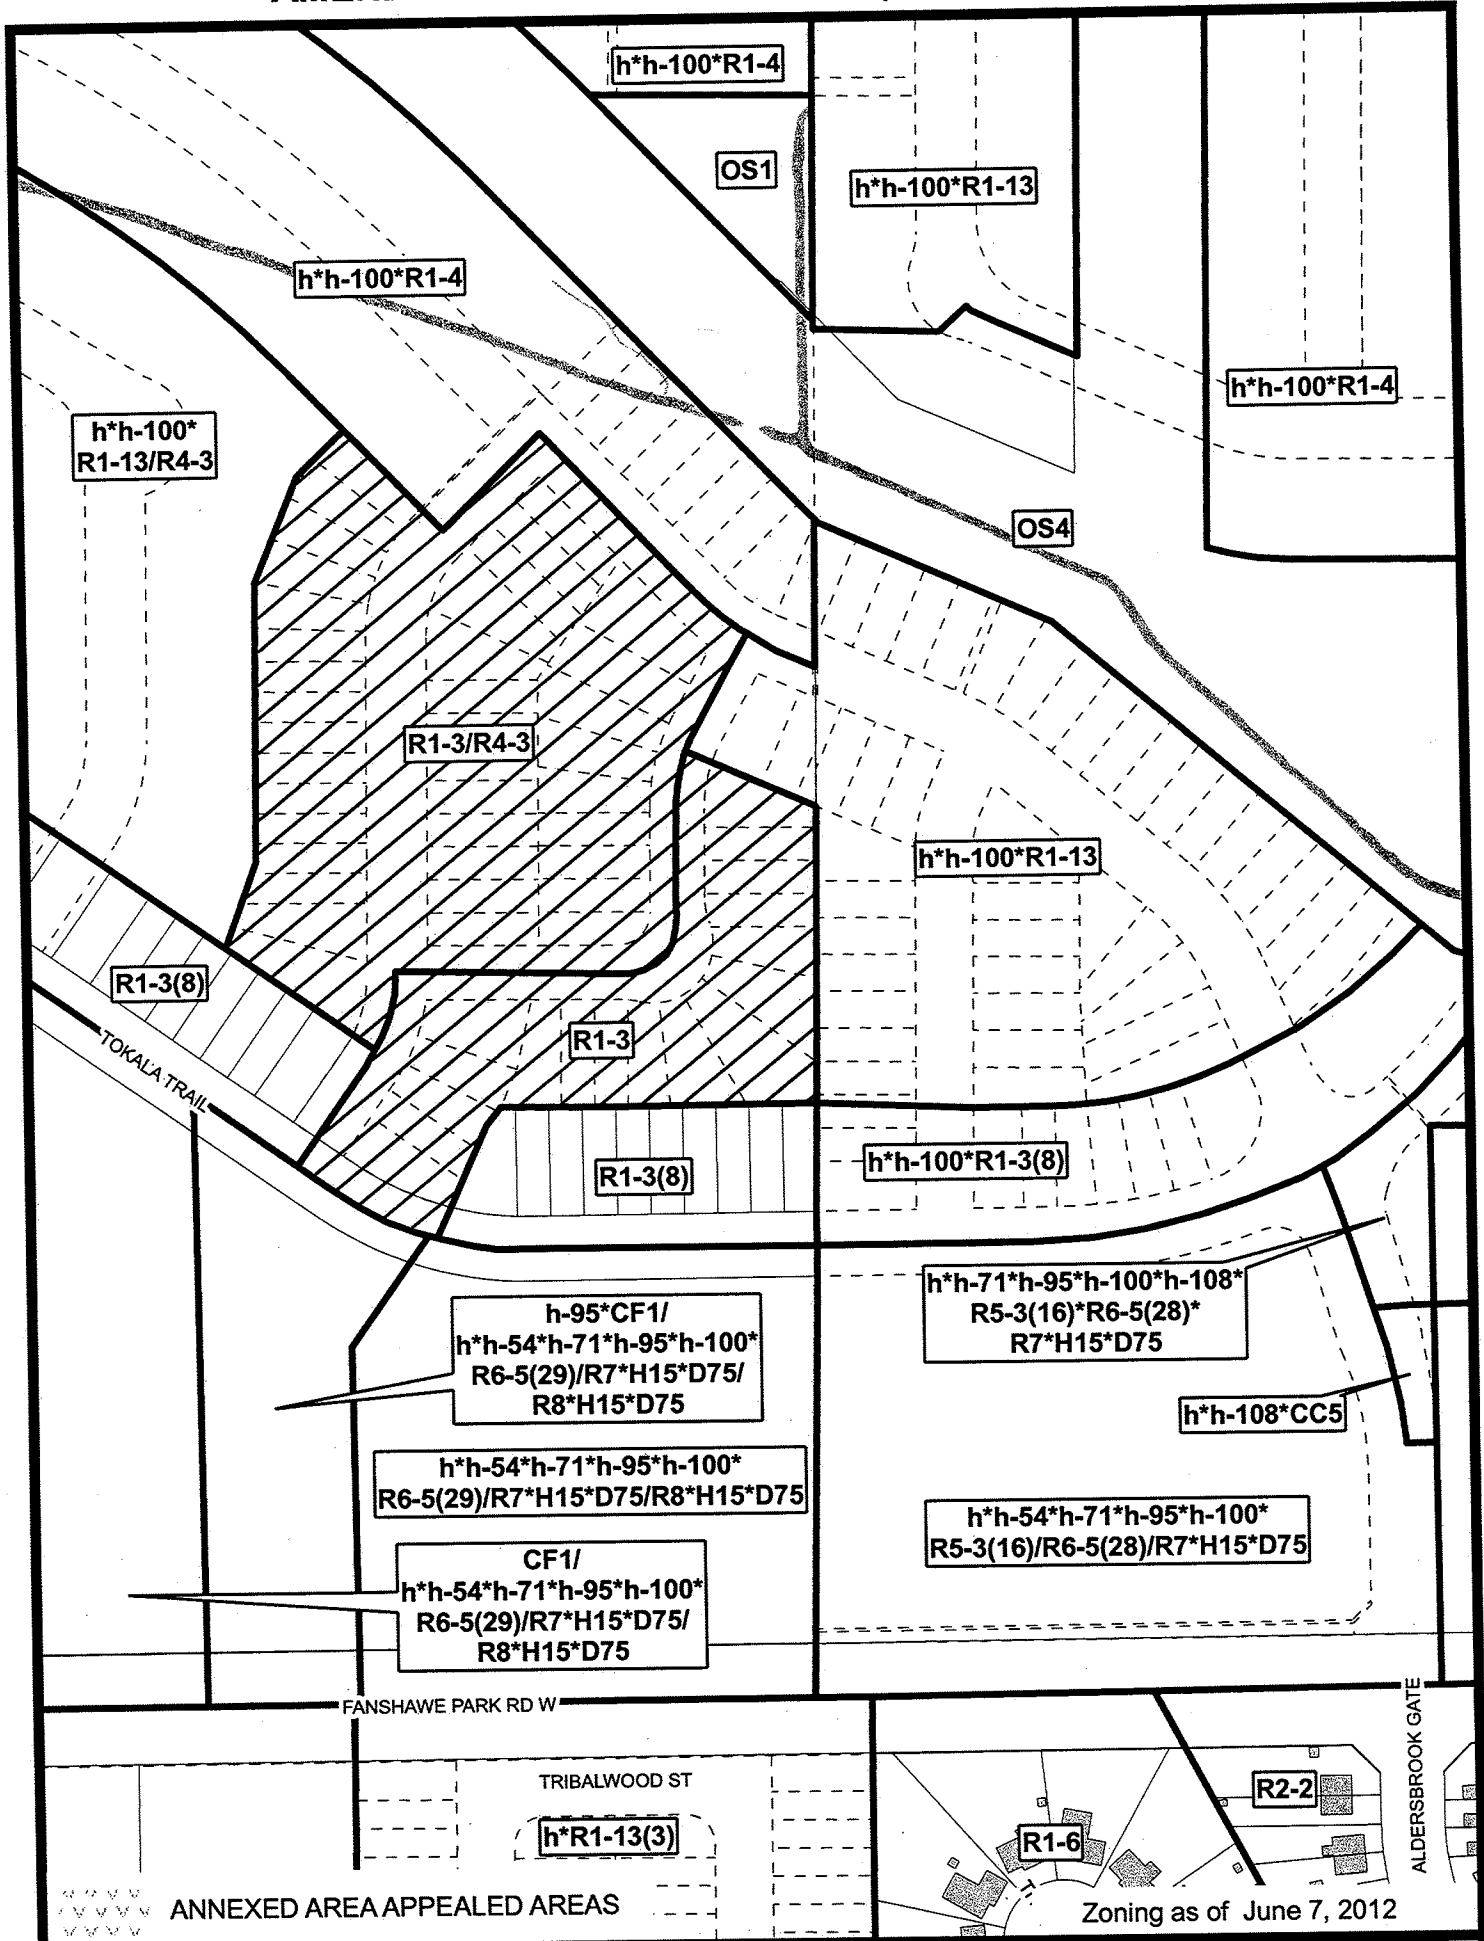 h*h-100*R1-4
OS1
h*h-100*R1-13
h*h-100*R1-4
h*h-100*R1-4
h*h-100*
R1-13/R4-3
OS4
R1-3/R4-3
h*h-100*R1-13
R1-3(8)
TOKALA TRAIL
R1-3
R1-3(8)
h*h-100*R1-3(8)
h*h-71*h-95*h-100*h-108*
R5-3(16)*R6-5(28)*
R7*H15*D75
h-95*CF1/
h*h-54*h-71*h-95*h-100*
R6-5(29)/R7*H15*D75/
R8*H15*D75
h*h-108*CC5
h*h-54*h-71*h-95*h-100*
R6-5(29)/R7*H15*D75/R8*H15*D75
h*h-54*h-71*h-95*h-100*
R5-3(16)/R6-5(28)/R7*H15*D75
CF1/
h*h-54*h-71*h-95*h-100*
R6-5(29)/R7*H15*D75/
R8*H15*D75
FANSHAWE PARK RD W
ALDERSBROOK GATE
TRIBALWOOD ST
R2-2
h*R1-13(3)
R1-6
ANNEXED AREA APPEALED AREAS
Zoning as of June 7, 2012